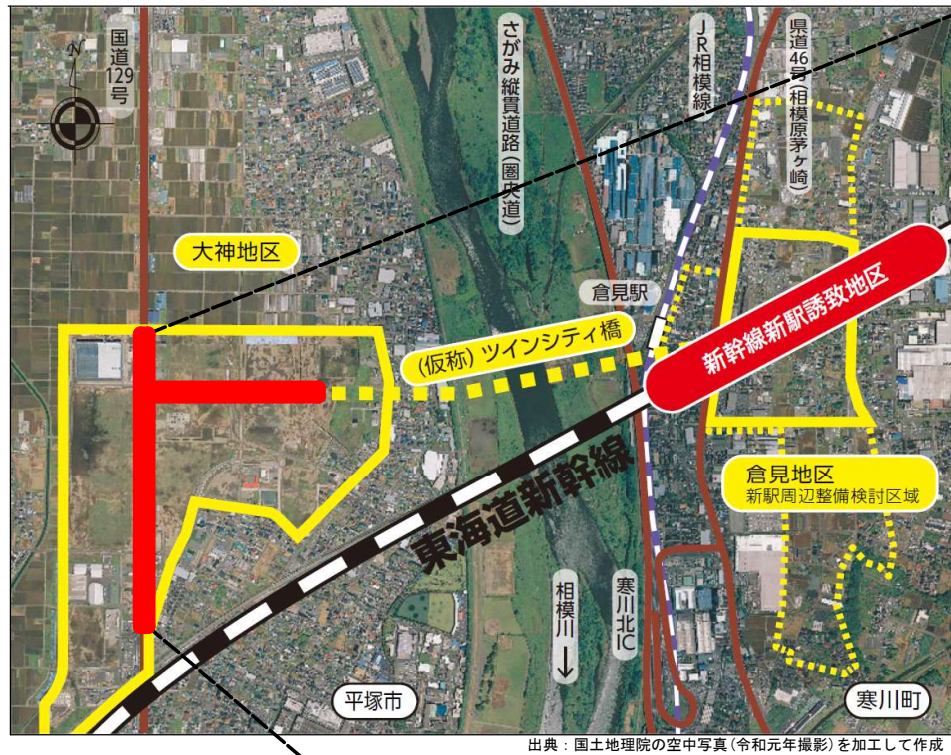 N
国道129号
さがみ縦貫道路(圏央道)
JR相模線
県道46号(相模原茅ヶ崎)
大神地区
倉見駅
新幹線新駅誘致地区
(仮称)ツインシティ橋
東海道新幹線
倉見地区
新駅周辺整備検討区域
相模川
↓
寒川北IC
平塚市
寒川町
出典:国土地理院の空中写真(令和元年撮影)を加工して作成